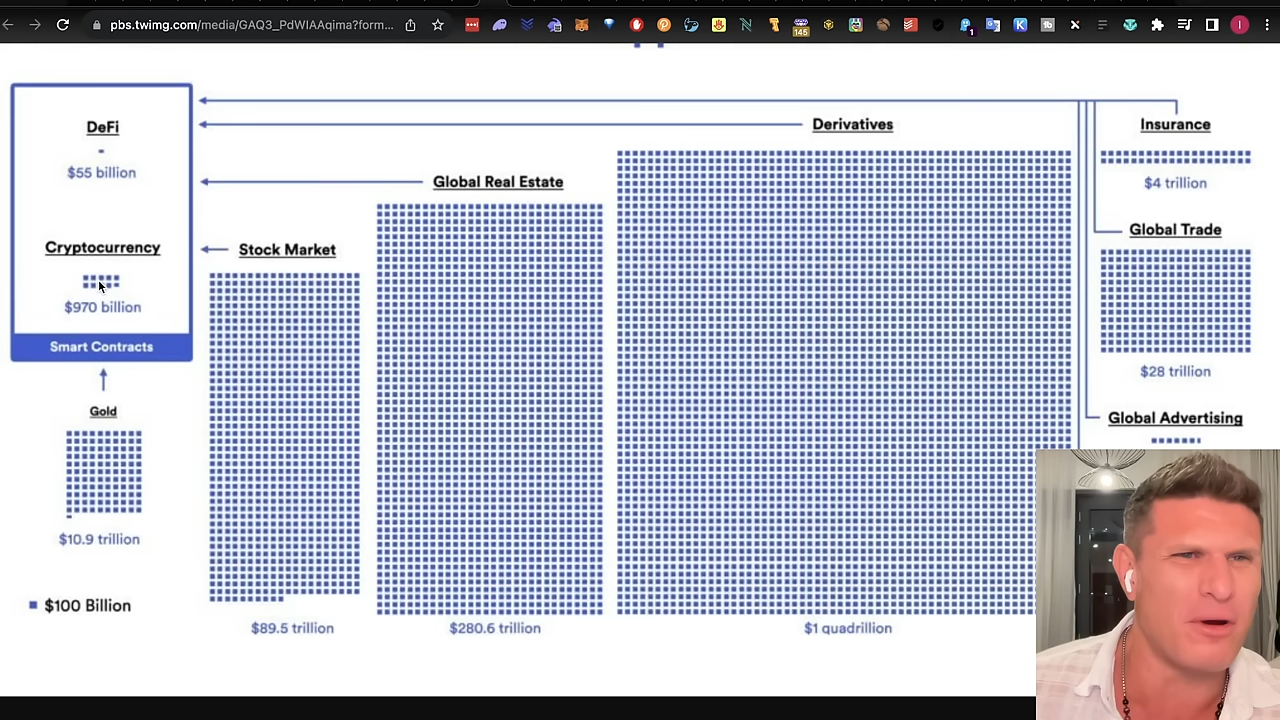 pbs.twimg.com/media/GAQ3_PdWIAAqima?form...
145
1
I
DeFi
$55 billion
Cryptocurrency
$970 billion
Smart Contracts
Gold
$10.9 trillion
$100 Billion
Stock Market
$89.5 trillion
Global Real Estate
$280.6 trillion
Derivatives
$1 quadrillion
Insurance
$4 trillion
Global Trade
$28 trillion
Global Advertising